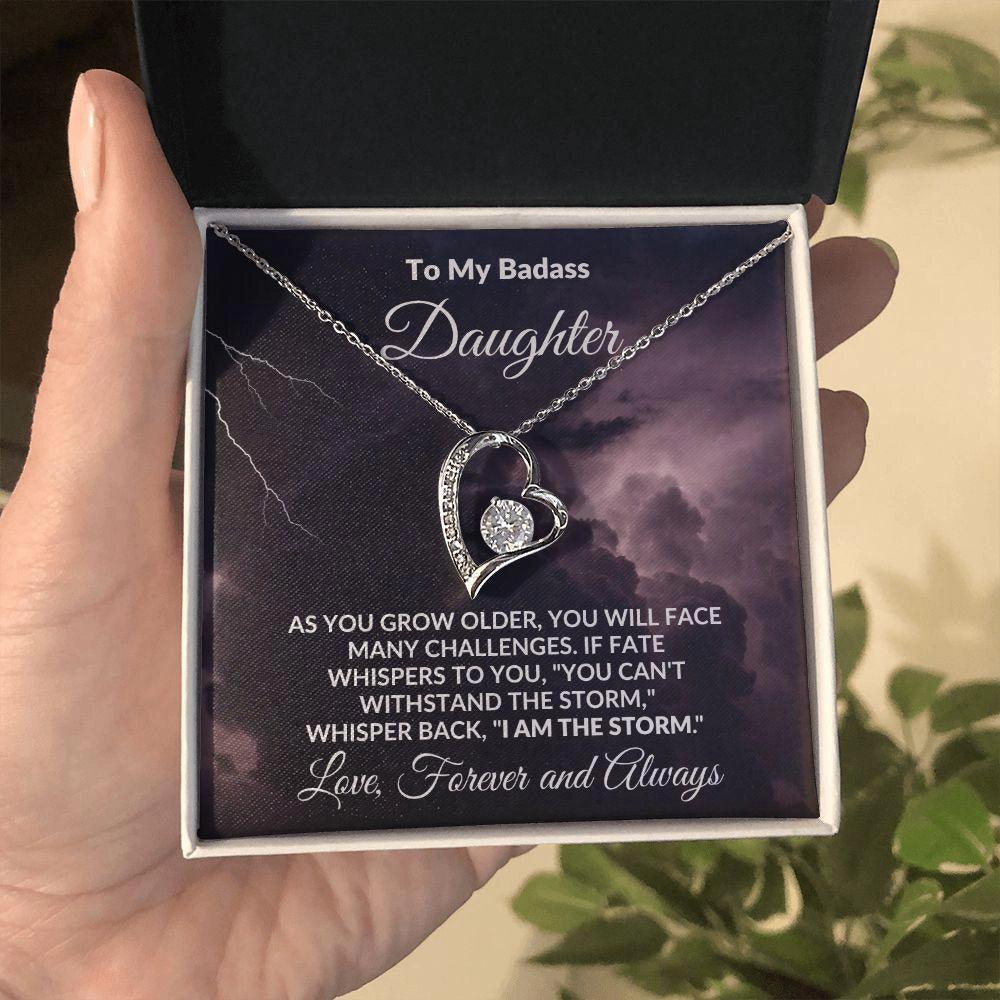 To My Badass
Daughter
AS YOU GROW OLDER, YOU WILL FACE
MANY CHALLENGES. IF FATE
WHISPERS TO YOU, "YOU CAN'T
WITHSTAND THE STORM,"
WHISPER BACK, "I AM THE STORM."
Love, Forever and Always